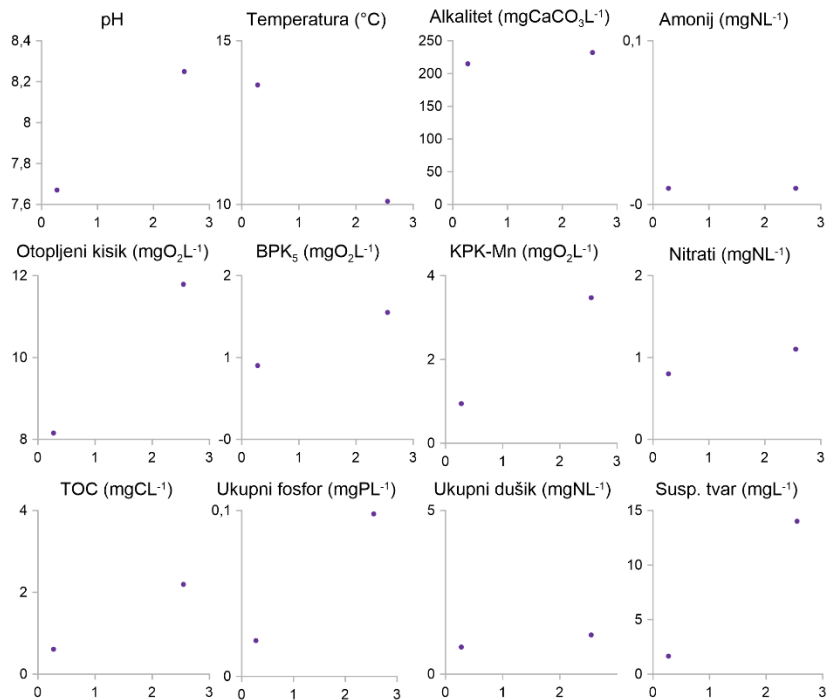 pH
8,4
8,2
8
7,8
7,6
0 1 2 3
Temperatura (°C)
15
10
0 1 2 3
Alkalitet (mgCaCO₃L⁻¹)
250
200
150
100
50
0
0 1 2 3
Amonij (mgNL⁻¹)
0,1
-0
0 1 2 3
Otopljeni kisik (mgO₂L⁻¹)
12
10
8
0 1 2 3
BPK₅ (mgO₂L⁻¹)
2
1
-0
0 1 2 3
KPK-Mn (mgO₂L⁻¹)
4
2
0
0 1 2 3
Nitrati (mgNL⁻¹)
2
1
0
0 1 2 3
TOC (mgCL⁻¹)
4
2
0
0 1 2 3
Ukupni fosfor (mgPL⁻¹)
0,1
0
0 1 2 3
Ukupni dušik (mgNL⁻¹)
5
0
0 1 2 3
Susp. tvar (mgL⁻¹)
15
10
5
0
0 1 2 3